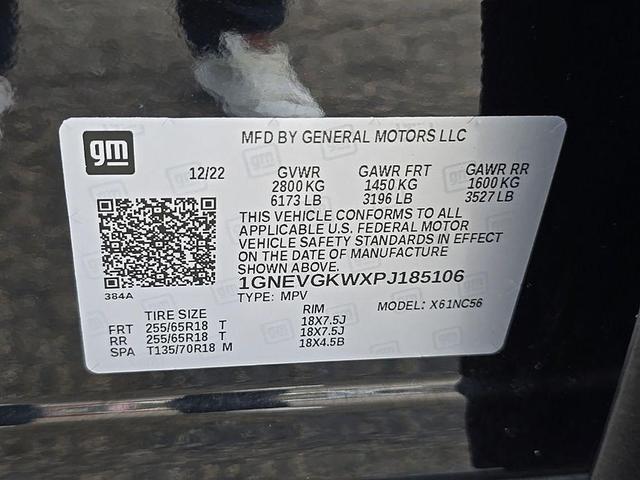 gm
MFD BY GENERAL MOTORS LLC
12/22 GVWR GAWR FRT GAWR RR
2800 KG 1450 KG 1600 KG
6173 LB 3196 LB 3527 LB
THIS VEHICLE CONFORMS TO ALL
APPLICABLE U.S. FEDERAL MOTOR
VEHICLE SAFETY STANDARDS IN EFFECT
ON THE DATE OF MANUFACTURE
SHOWN ABOVE.
384A
1GNEVGKWXPJ185106
TYPE: MPV MODEL: X61NC56
TIRE SIZE RIM
FRT 255/65R18 T 18X7.5J
RR 255/65R18 T 18X7.5J
SPA T135/70R18 M 18X4.5B